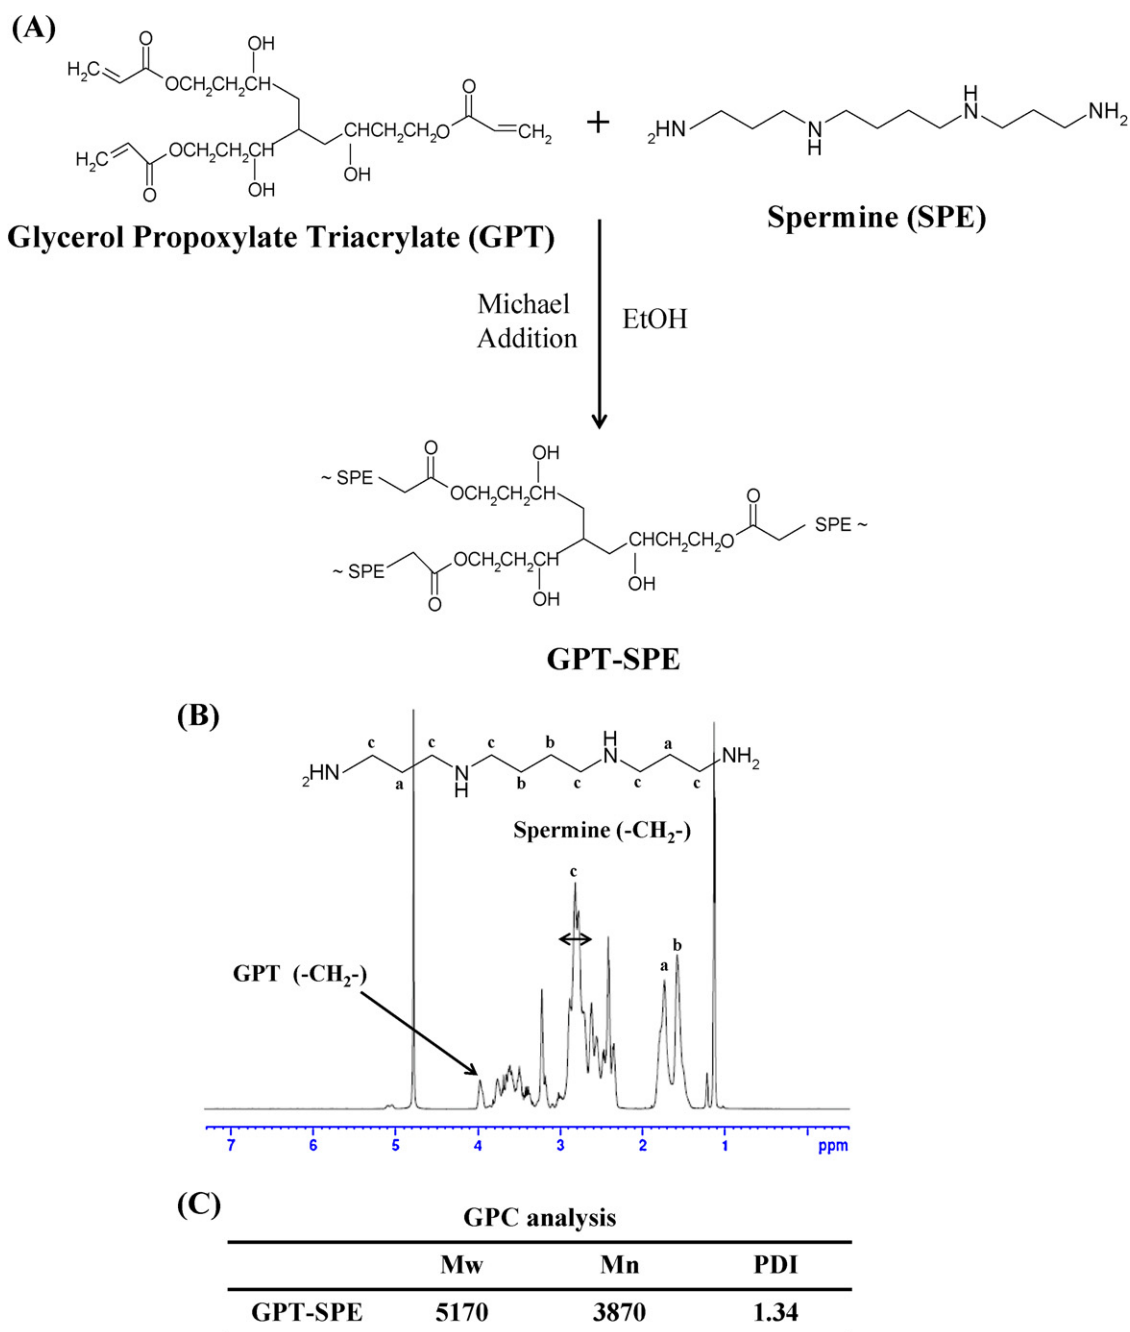 (A)
O
OH
H₂C
OCH₂CH₂CH
O
H₂C
OCH₂CH₂CH
O
OH
CHCH₂CH₂O
CH₂
OH
+
₂HN
N
H
H
N
NH₂
Glycerol Propoxylate Triacrylate (GPT)
Spermine (SPE)
Michael
Addition
EtOH
~ SPE
O
OCH₂CH₂CH
OH
~ SPE
O
OCH₂CH₂CH
OH
CHCH₂CH₂O
OH
O
SPE ~
GPT-SPE
(B)
c c c b H a
₂HN N N NH₂
a H b c c c
Spermine (-CH₂-)
c
GPT (-CH₂-)
a
b
7 6 5 4 3 2 1 ppm
(C)
GPC analysis
Mw Mn PDI
GPT-SPE 5170 3870 1.34